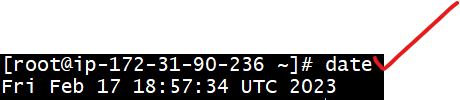 [root@ip-172-31-90-236 ~]# date
Fri Feb 17 18:57:34 UTC 2023